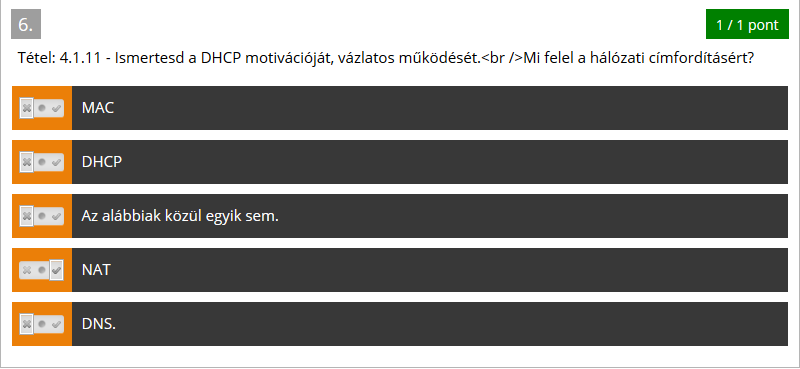 6.
1 / 1 pont
Tétel: 4.1.11 - Ismertesd a DHCP motivációját, vázlatos működését.<br />Mi felel a hálózati címfordításért?
MAC
DHCP
Az alábbiak közül egyik sem.
NAT
DNS.